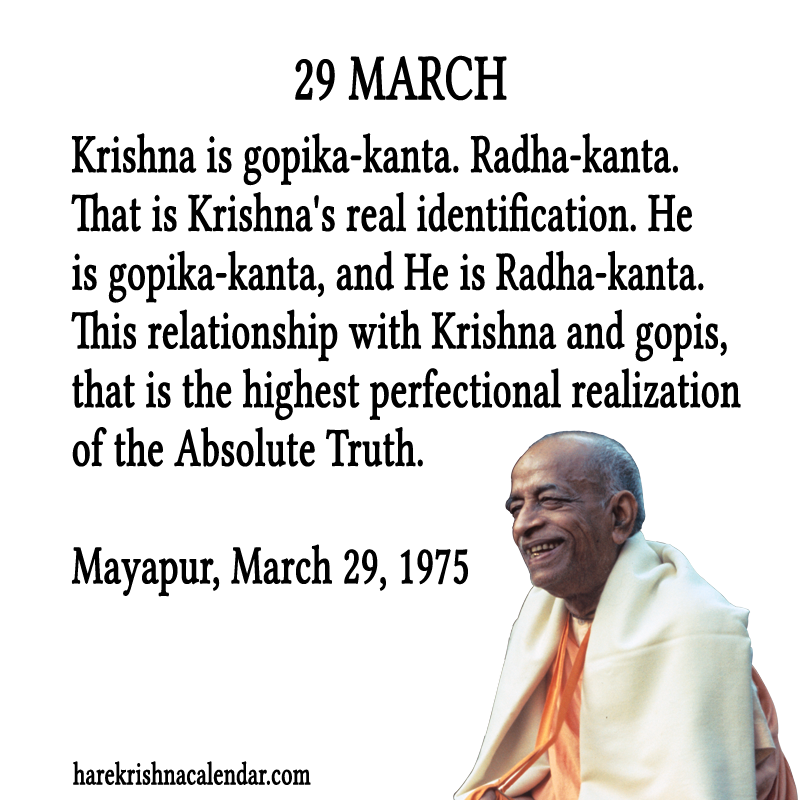 29 MARCH
Krishna is gopika-kanta. Radha-kanta.
That is Krishna's real identification. He
is gopika-kanta, and He is Radha-kanta.
This relationship with Krishna and gopis,
that is the highest perfectional realization
of the Absolute Truth.
Mayapur, March 29, 1975
harekrishnacalendar.com